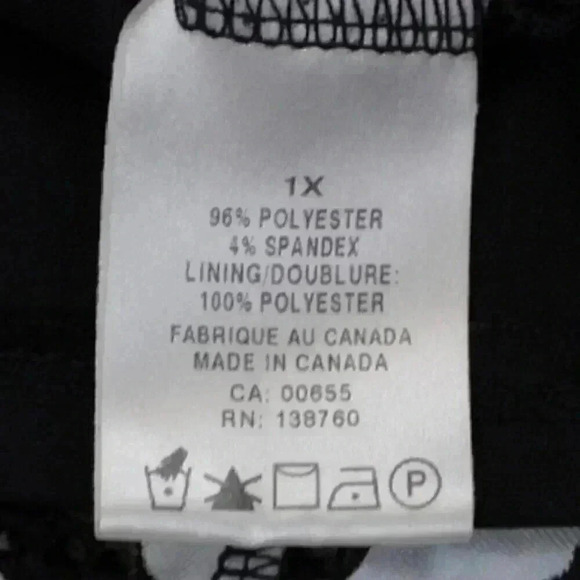 1X
96% POLYESTER
4% SPANDEX
LINING/DOUBLURE:
100% POLYESTER
FABRIQUE AU CANADA
MADE IN CANADA
CA: 00655
RN: 138760
P